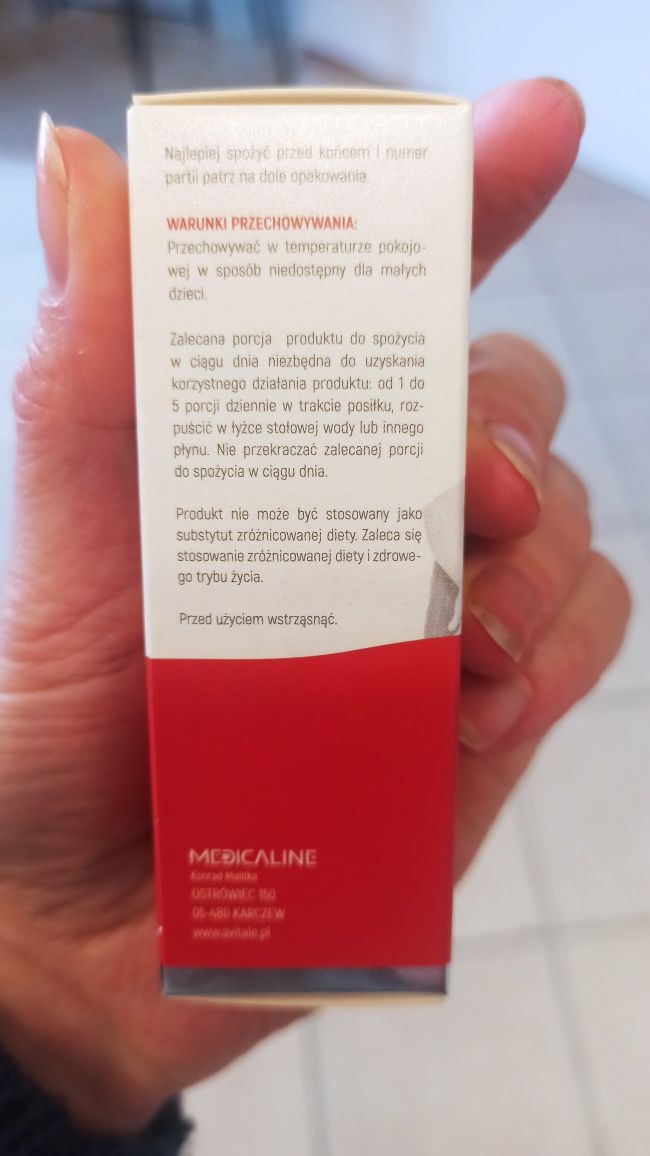 Najlepiej spożyć przed końcem i numer
partii patrz na dole opakowania.
WARUNKI PRZECHOWYWANIA:
Przechowywać w temperaturze pokojo-
wej w sposób niedostępny dla małych
dzieci.
Zalecana porcja produktu do spożycia
w ciągu dnia niezbędna do uzyskania
korzystnego działania produktu: od 1 do
5 porcji dziennie w trakcie posiłku, roz-
puścić w łyżce stołowej wody lub innego
płynu. Nie przekraczać zalecanej porcji
do spożycia w ciągu dnia.
Produkt nie może być stosowany jako
substytut zróżnicowanej diety. Zaleca się
stosowanie zróżnicowanej diety i zdrowe-
go trybu życia.
Przed użyciem wstrząsnąć.
MEDICALINE
Konrad Malitka
OSTRÓWIEC 150
05-480 KARCZEW
www.avitale.pl